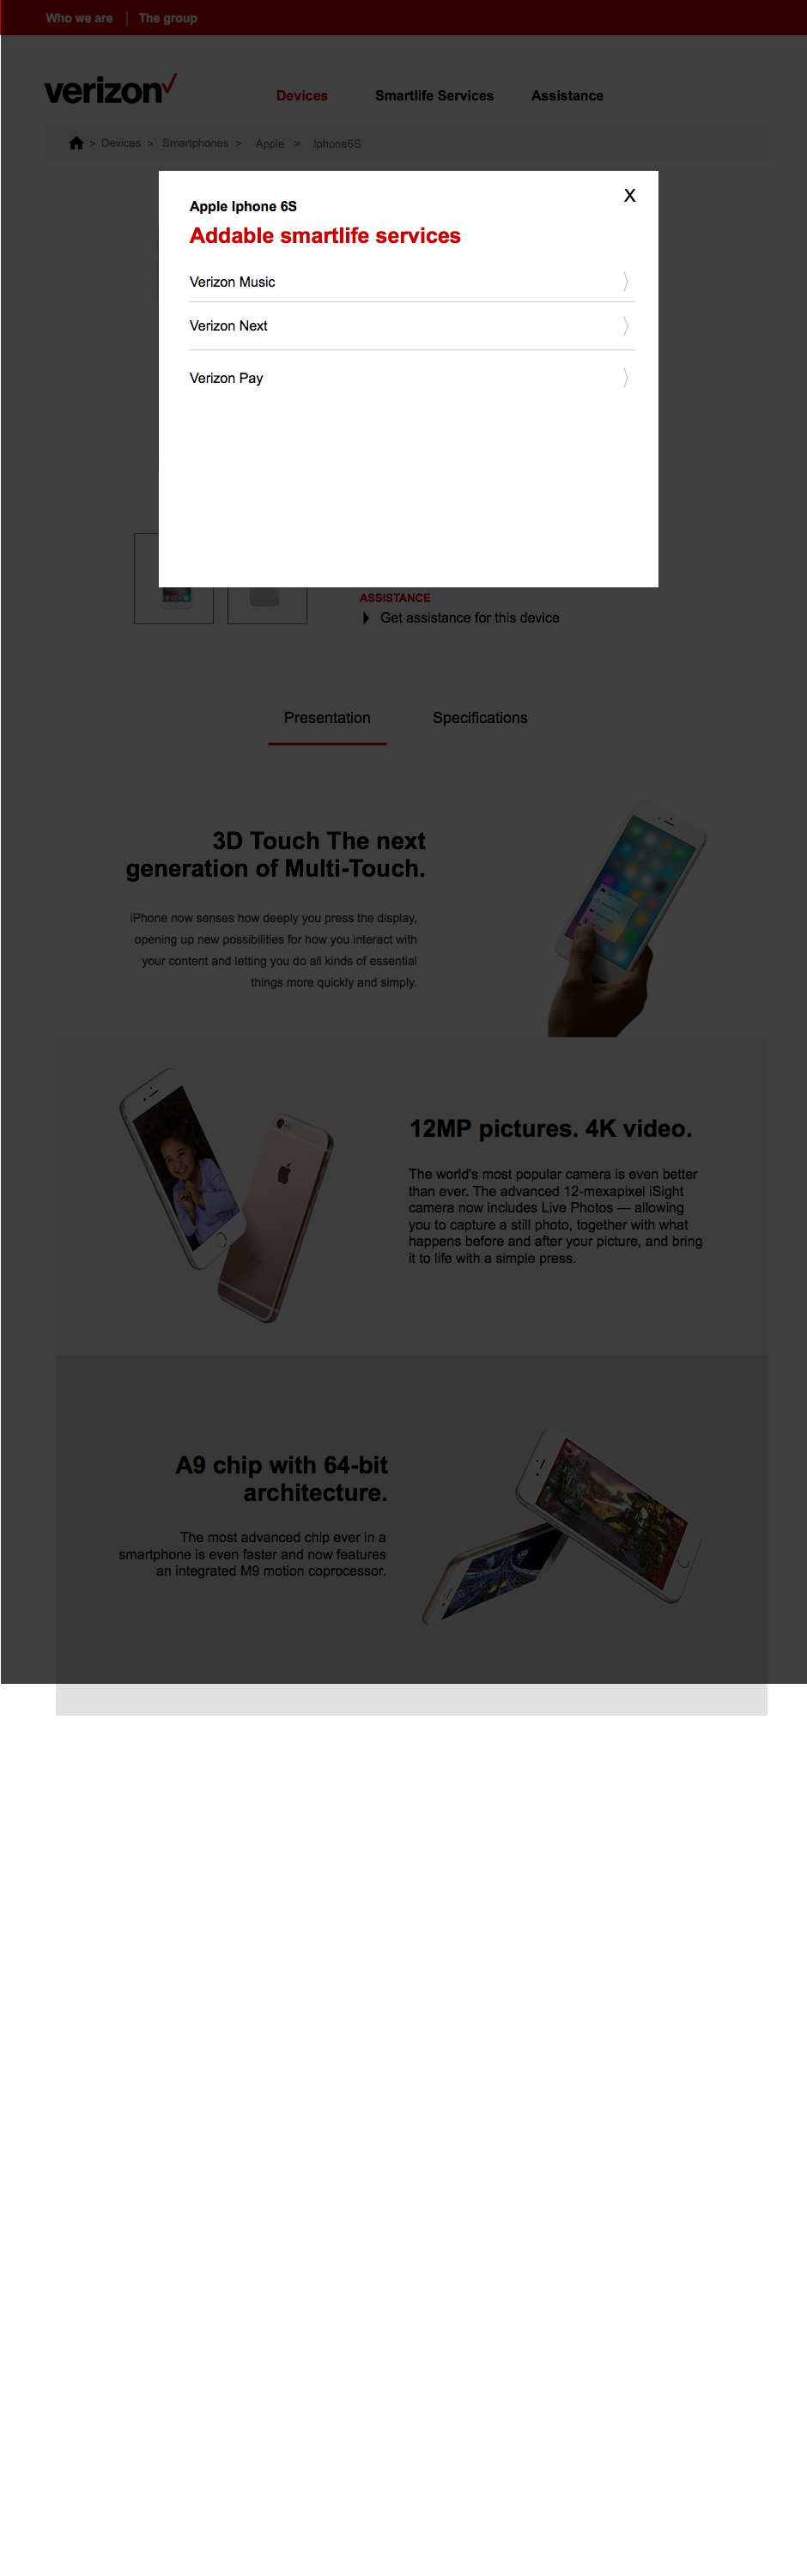 Who we are | The group
verizon
Devices Smartlife Services Assistance
> Devices > Smartphones > Apple > Iphone6S
X
Apple Iphone 6S
Addable smartlife services
Verizon Music
Verizon Next
Verizon Pay
ASSISTANCE
Get assistance for this device
Presentation Specifications
3D Touch The next
generation of Multi-Touch.
iPhone now senses how deeply you press the display,
opening up new possibilities for how you interact with
your content and letting you do all kinds of essential
things more quickly and simply.
12MP pictures. 4K video.
The world's most popular camera is even better
than ever. The advanced 12-mexapixel iSight
camera now includes Live Photos — allowing
you to capture a still photo, together with what
happens before and after your picture, and bring
it to life with a simple press.
A9 chip with 64-bit
architecture.
The most advanced chip ever in a
smartphone is even faster and now features
an integrated M9 motion coprocessor.